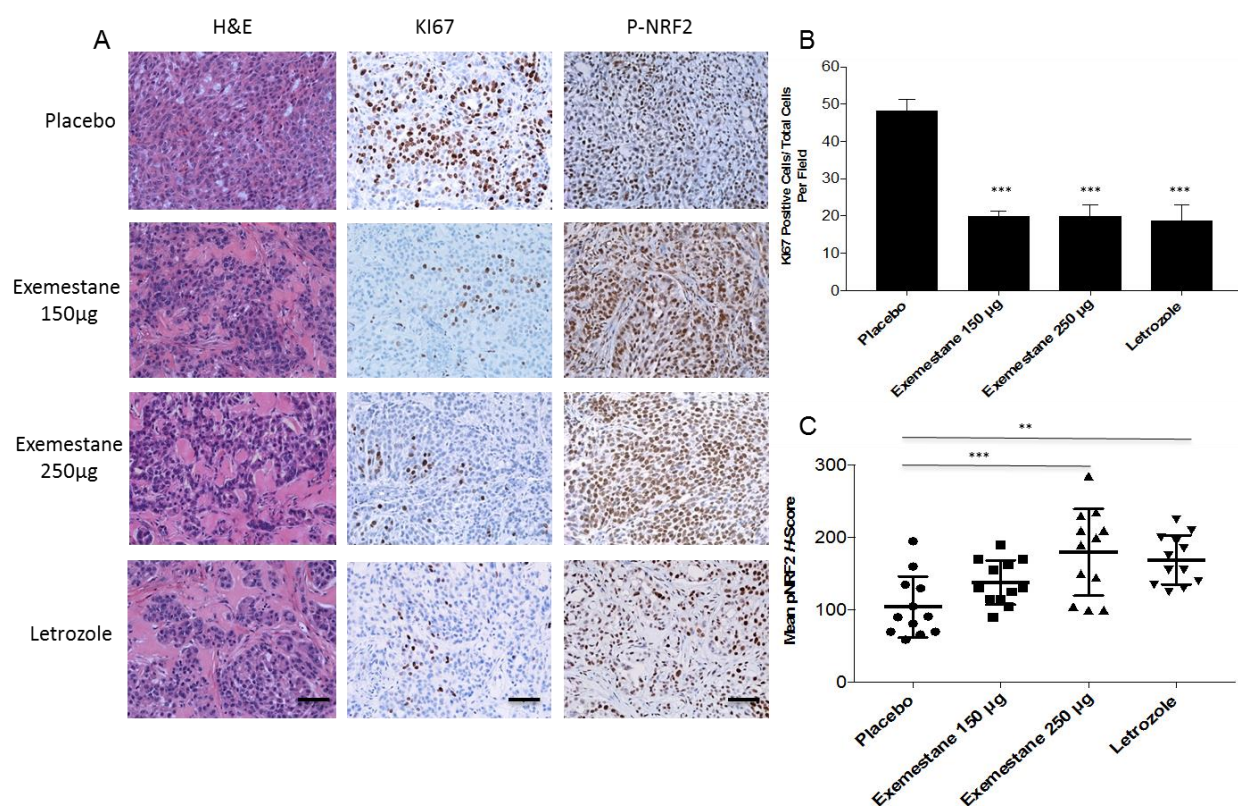 A
H&E
KI67
P-NRF2
Placebo
Exemestane
150µg
Exemestane
250µg
Letrozole
B
KI67 Positive Cells/ Total Cells
Per Field
60
50
40
30
20
10
0
***
***
***
Placebo
Exemestane 150 µg
Exemestane 250 µg
Letrozole
C
**
***
Mean pNRF2 H-Score
300
200
100
0
Placebo
Exemestane 150 µg
Exemestane 250 µg
Letrozole